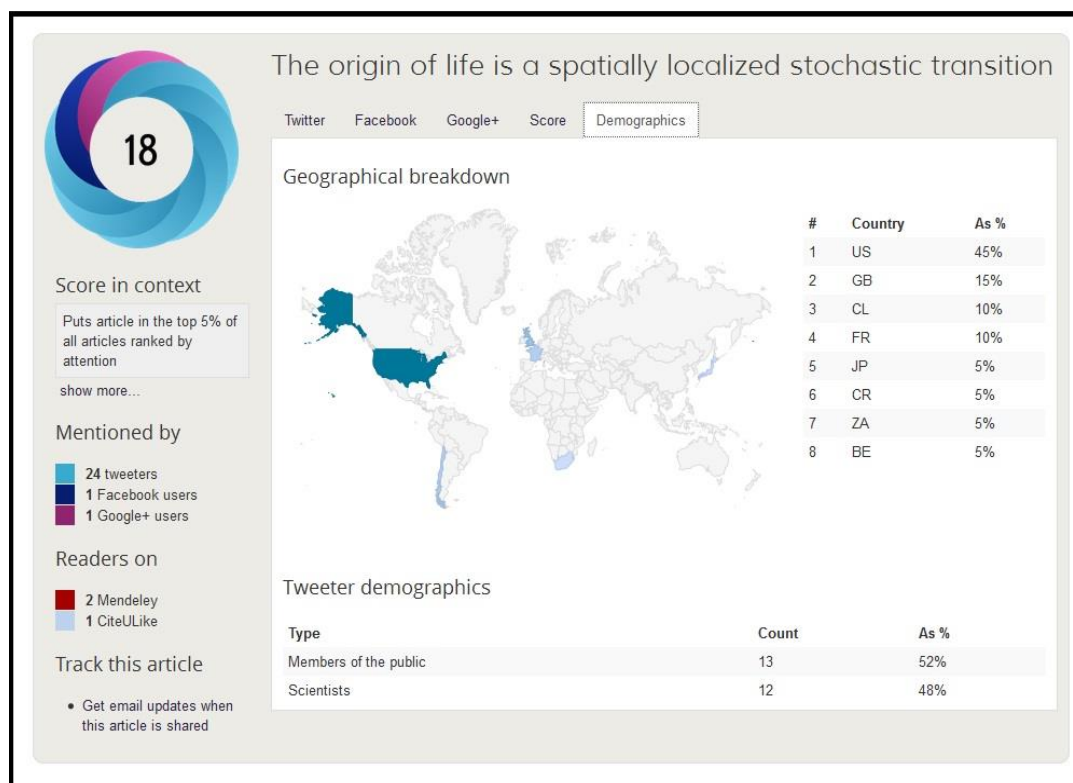 The origin of life is a spatially localized stochastic transition
18
Twitter Facebook Google+ Score Demographics
Score in context
Puts article in the top 5% of
all articles ranked by
attention
show more...
Mentioned by
24 tweeters
1 Facebook users
1 Google+ users
Readers on
2 Mendeley
1 CiteULike
Track this article
• Get email updates when
this article is shared
Geographical breakdown
# Country As %
1 US 45%
2 GB 15%
3 CL 10%
4 FR 10%
5 JP 5%
6 CR 5%
7 ZA 5%
8 BE 5%
Tweeter demographics
Type Count As %
Members of the public 13 52%
Scientists 12 48%